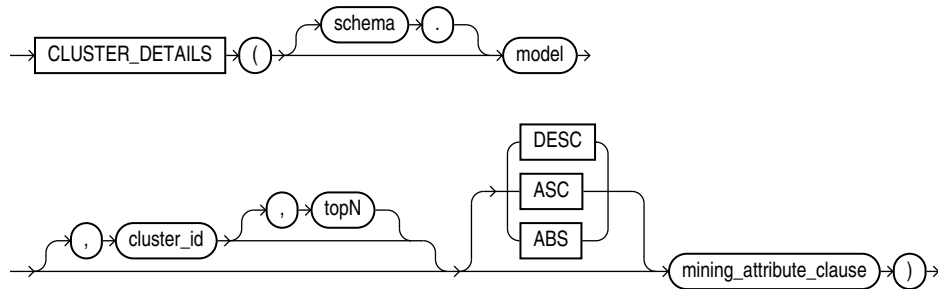 CLUSTER_DETAILS ( schema . model
, cluster_id , topN DESC ASC ABS mining_attribute_clause )